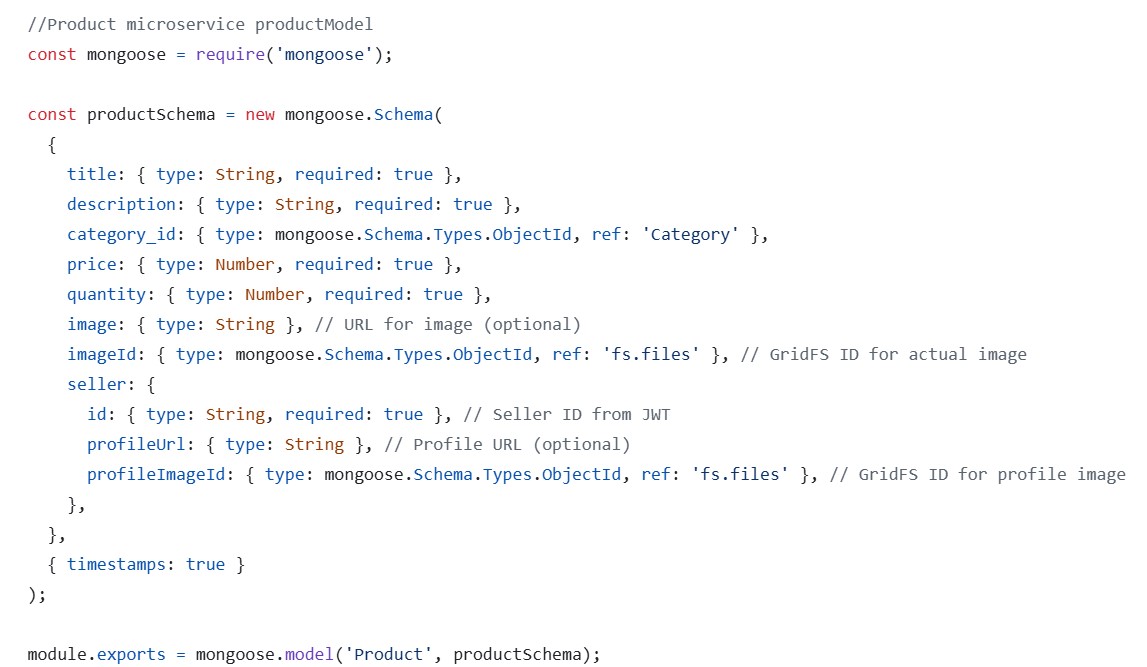 //Product microservice productModel
const mongoose = require('mongoose');

const productSchema = new mongoose.Schema(
  {
    title: { type: String, required: true },
    description: { type: String, required: true },
    category_id: { type: mongoose.Schema.Types.ObjectId, ref: 'Category' },
    price: { type: Number, required: true },
    quantity: { type: Number, required: true },
    image: { type: String }, // URL for image (optional)
    imageId: { type: mongoose.Schema.Types.ObjectId, ref: 'fs.files' }, // GridFS ID for actual image
    seller: {
      id: { type: String, required: true }, // Seller ID from JWT
      profileUrl: { type: String }, // Profile URL (optional)
      profileImageId: { type: mongoose.Schema.Types.ObjectId, ref: 'fs.files' }, // GridFS ID for profile image
    },
  },
  { timestamps: true }
);

module.exports = mongoose.model('Product', productSchema);